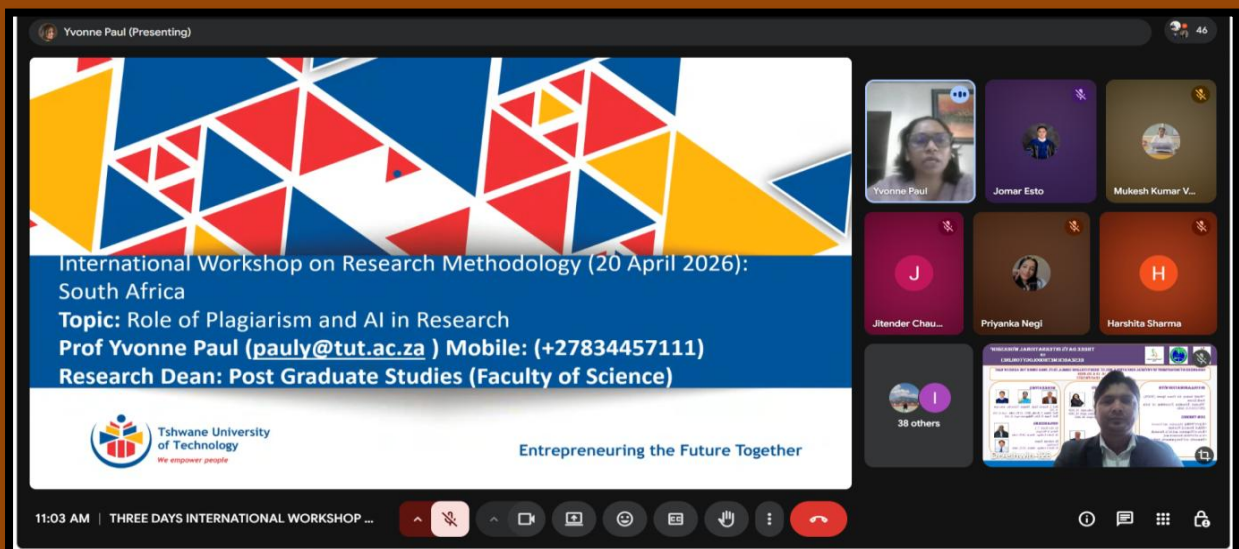 Yvonne Paul (Presenting)
46
International Workshop on Research Methodology (20 April 2026):
South Africa
Topic: Role of Plagiarism and AI in Research
Prof Yvonne Paul (pauly@tut.ac.za ) Mobile: (+27834457111)
Research Dean: Post Graduate Studies (Faculty of Science)
Tshwane University
of Technology
We empower people
Entrepreneuring the Future Together
Yvonne Paul
Jomar Esto
Mukesh Kumar V...
J
Jitender Chau...
Priyanka Negi
H
Harshita Sharma
I
38 others
11:03 AM | THREE DAYS INTERNATIONAL WORKSHOP ...
CC